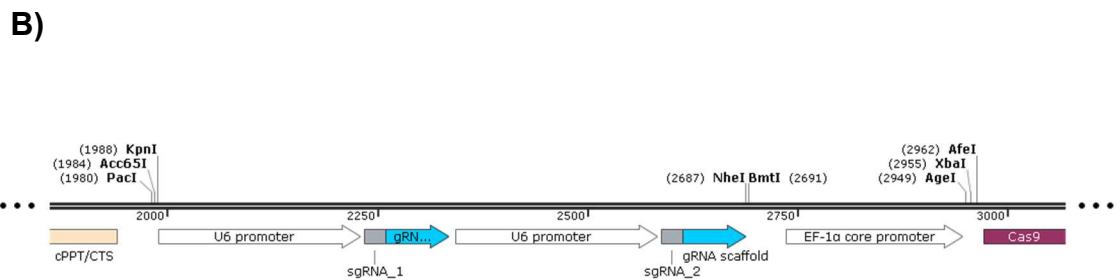 B)
(1988) KpnI
(1984) Acc65I
(1980) PacI
(2687) NheI BmtI (2691)
(2962) AfeI
(2955) XbaI
(2949) AgeI
2000 2250 2500 2750 3000
U6 promoter gRN... U6 promoter EF-1α core promoter Cas9
cPPT/CTS gRNA scaffold
sgRNA_1 sgRNA_2